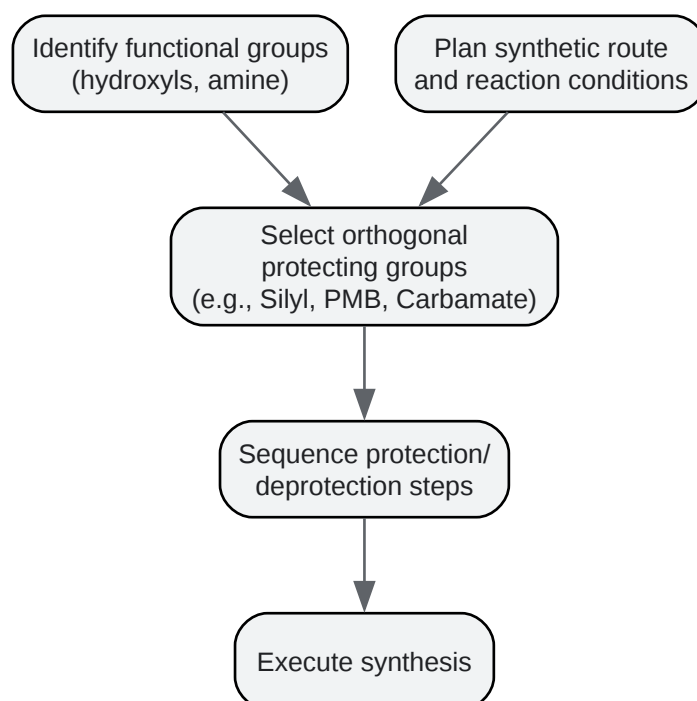 Identify functional groups
(hydroxyls, amine)
Plan synthetic route
and reaction conditions
Select orthogonal
protecting groups
(e.g., Silyl, PMB, Carbamate)
Sequence protection/
deprotection steps
Execute synthesis